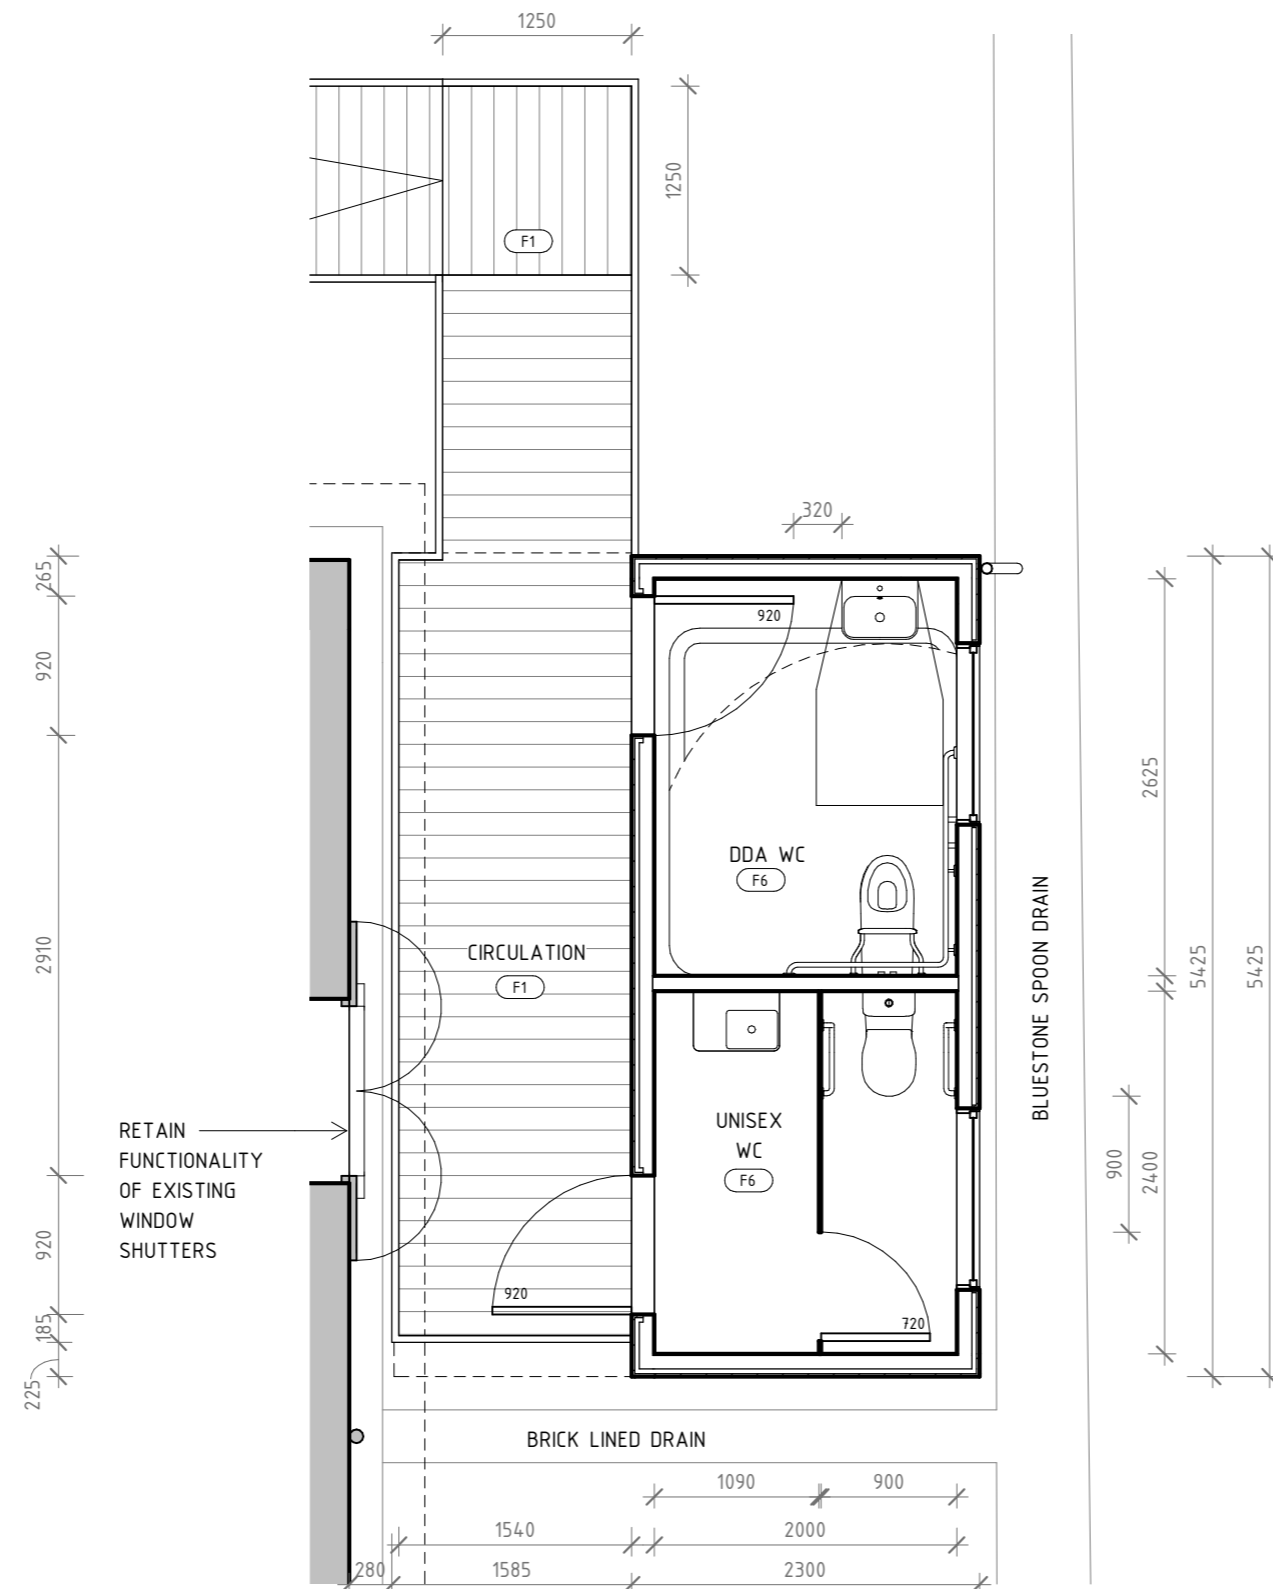 1250
1250
F1
320
265
920
920
2910
920
185
225
DDA WC
F6
CIRCULATION
F1
2625
5425
5425
BLUESTONE SPOON DRAIN
RETAIN
FUNCTIONALITY
OF EXISTING
WINDOW
SHUTTERS
UNISEX
WC
F6
900
2400
920
720
BRICK LINED DRAIN
1090
900
1540
2000
280
1585
2300